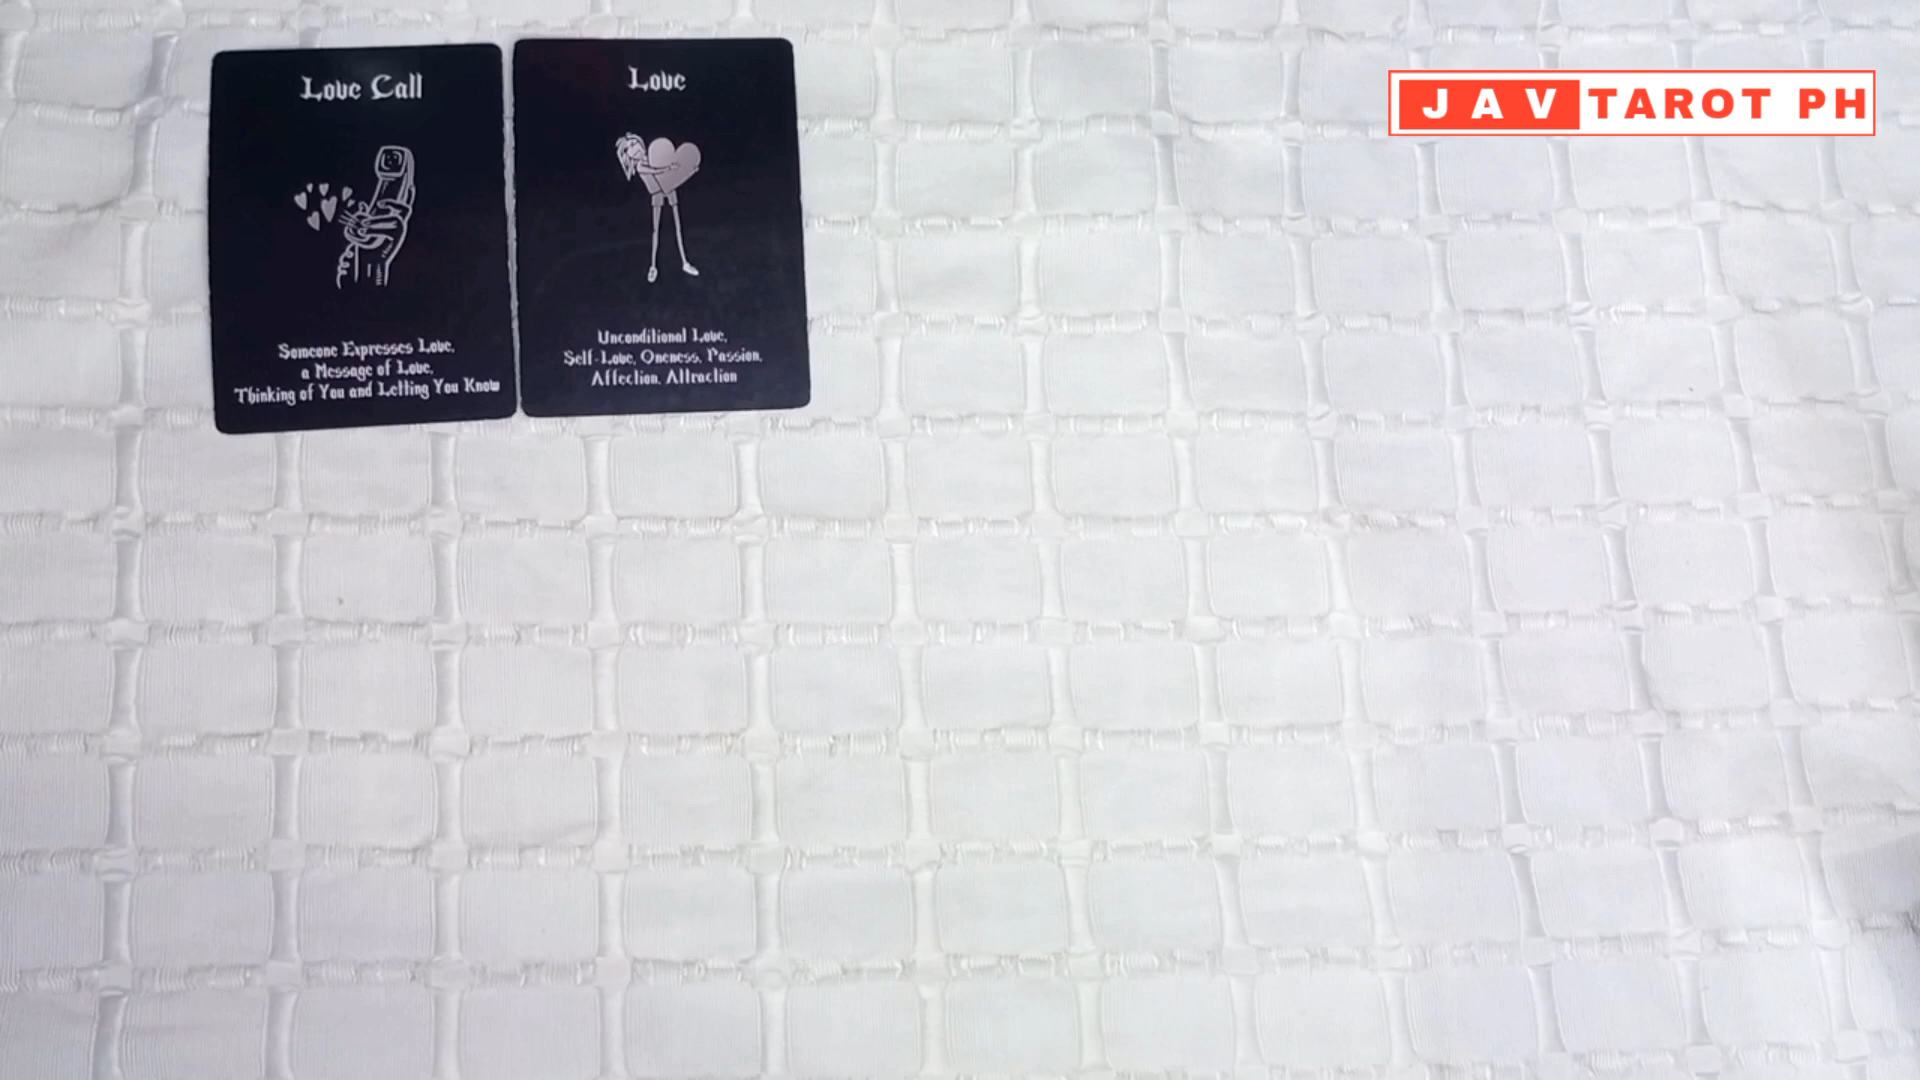 Love Call
Someone Expresses Love,
a Message of Love,
Thinking of You and Letting You Know
Love
Unconditional Love,
Self-Love, Oneness, Passion,
Affection, Attraction
JAV TAROT PH